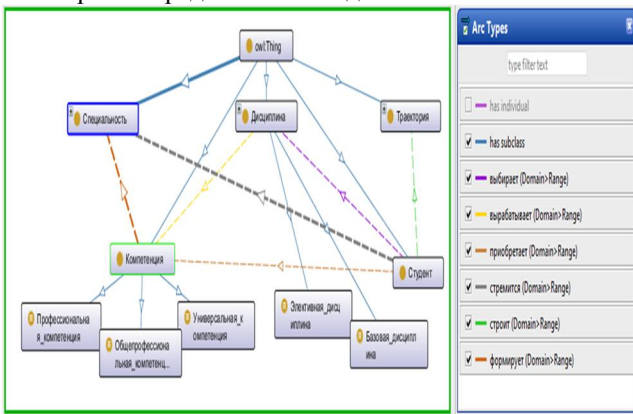 owl:Thing
Специальность
Дисциплина
Траектория
Компетенция
Студент
Профессиональна
я_компетенция
Общепрофессиона
льная_компетенц...
Универсальная_к
омпетенция
Элективная_дисц
иплина
Базовая_дисципл
ина
Arc Types
type filter text
has individual
has subclass
выбирает (Domain>Range)
вырабатывает (Domain>Range)
приобретает (Domain>Range)
стремится (Domain>Range)
строит (Domain>Range)
формирует (Domain>Range)